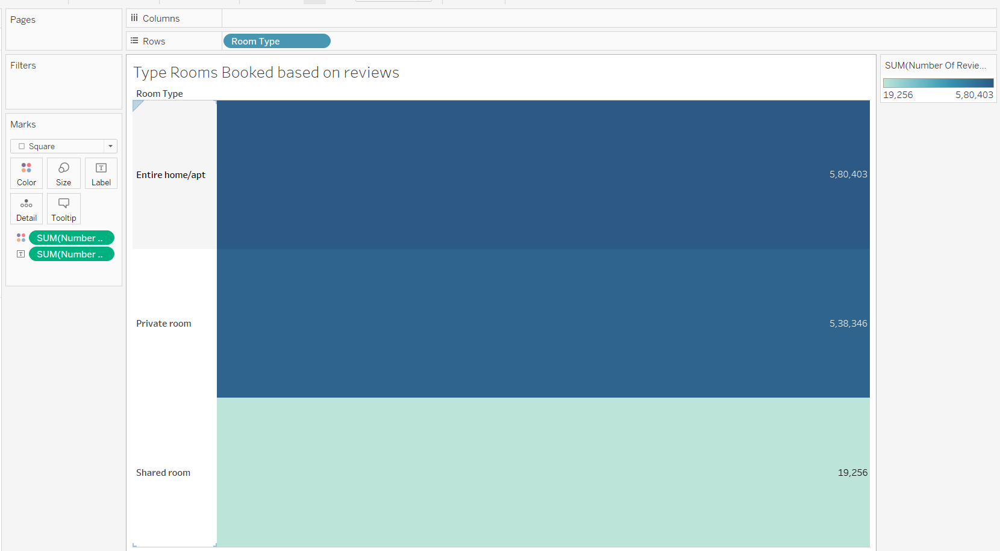 Pages
Columns
Rows
Room Type
Filters
Marks
Square
Color
Size
Label
Detail
Tooltip
SUM(Number ..
SUM(Number ..
Type Rooms Booked based on reviews
Room Type
Entire home/apt
5,80,403
Private room
5,38,346
Shared room
19,256
SUM(Number Of Revie...
19,256 5,80,403